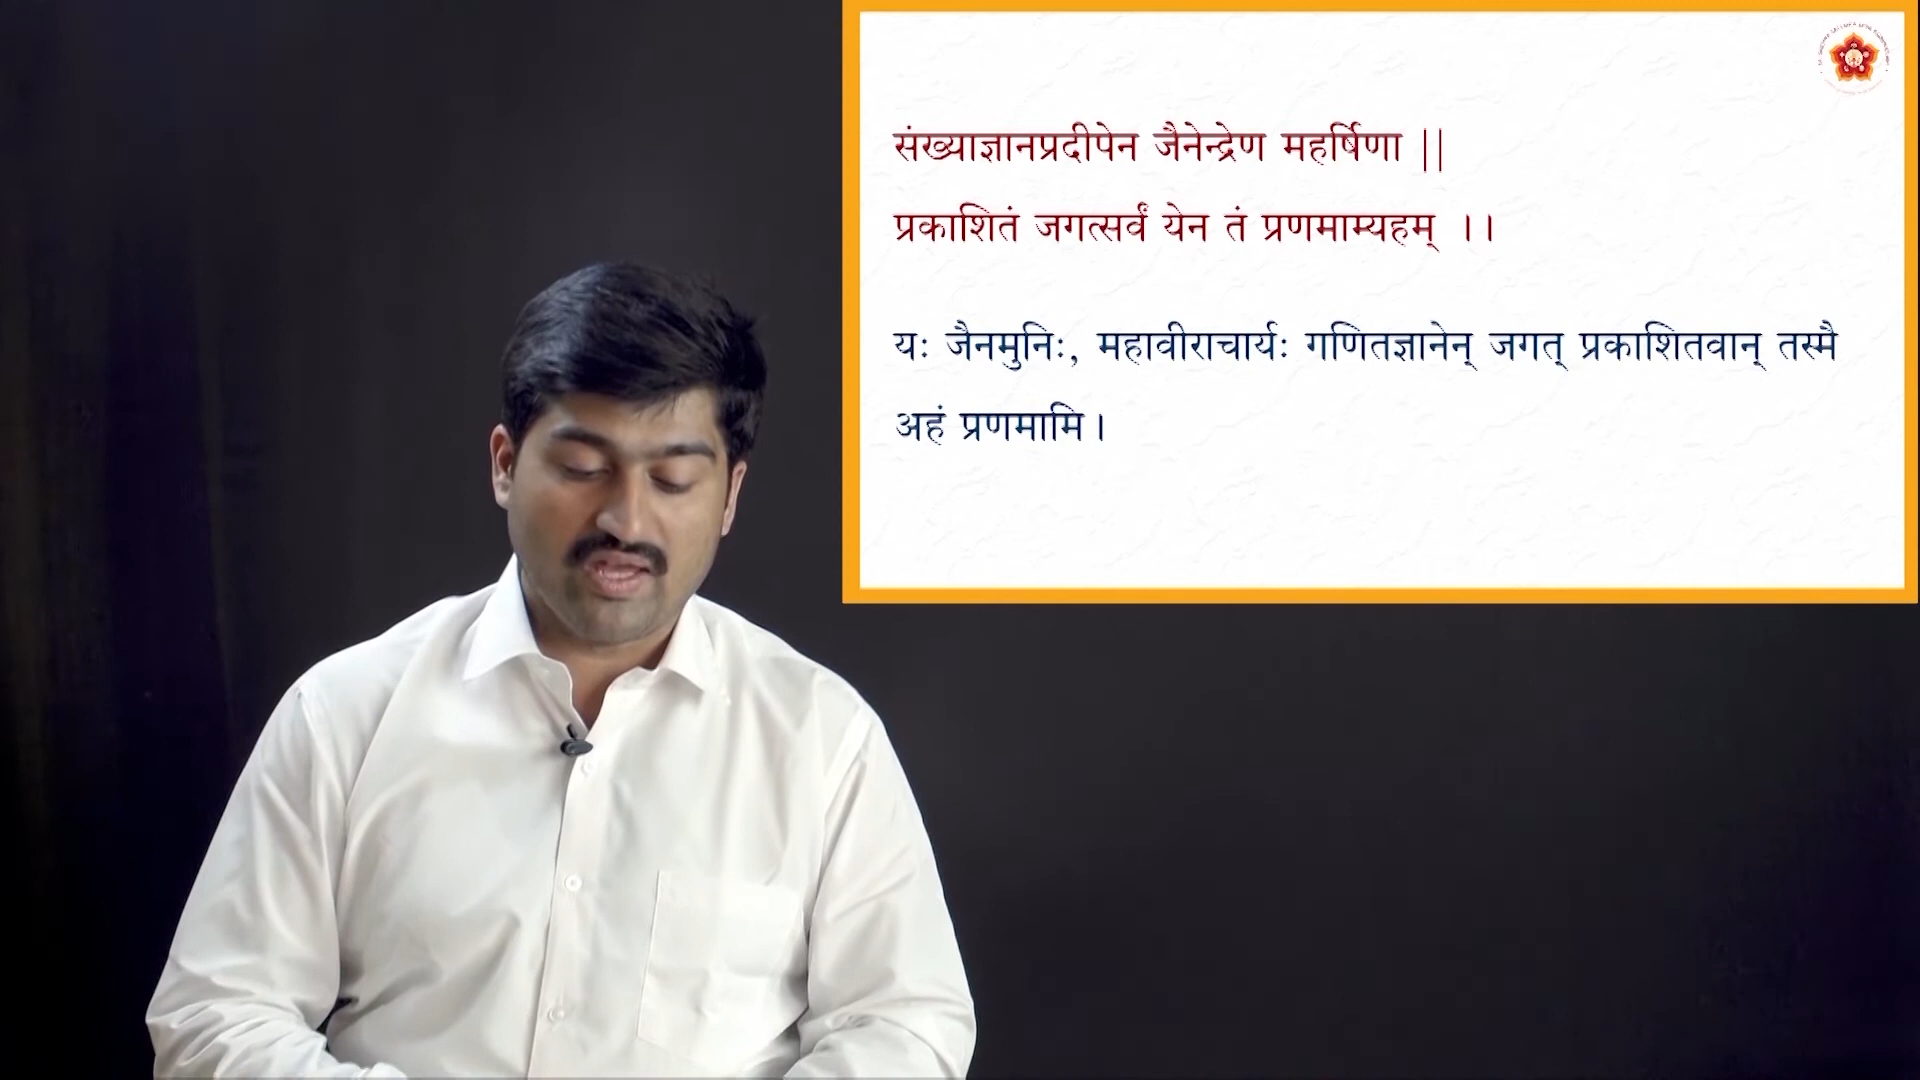 संख्याज्ञानप्रदीपेन जैनेन्द्रेण महर्षिणा ||
प्रकाशितं जगत्सर्वं येन तं प्रणमाम्यहम् ।।
यः जैनमुनिः, महावीराचार्यः गणितज्ञानेन् जगत् प्रकाशितवान् तस्मै
अहं प्रणमामि।